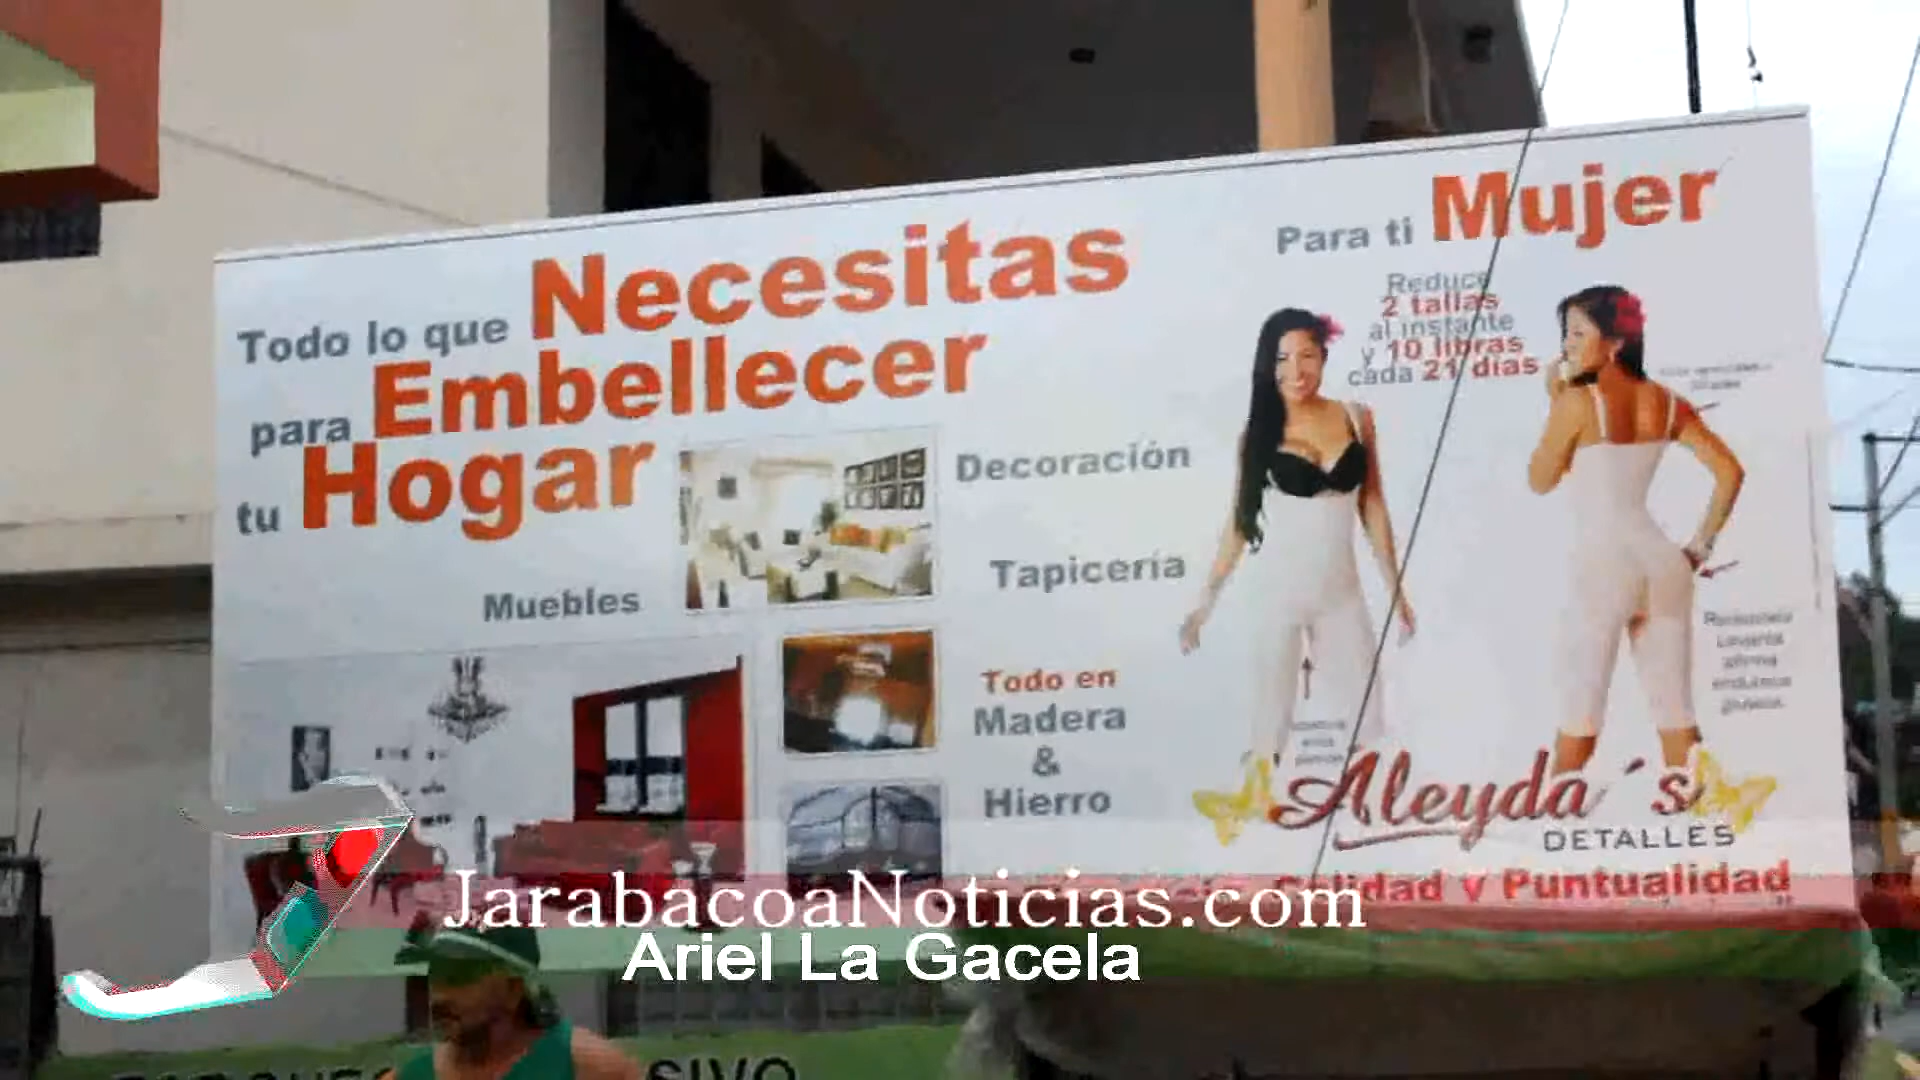 Todo lo que Necesitas
para Embellecer
tu Hogar
Muebles
Decoración
Tapicería
Todo en
Madera
&
Hierro
Para ti Mujer
Reduce
2 tallas
al instante
y 10 libras
cada 21 días
Aleyda´s
DETALLES
Calidad y Puntualidad
JarabacoaNoticias.com
Ariel La Gacela